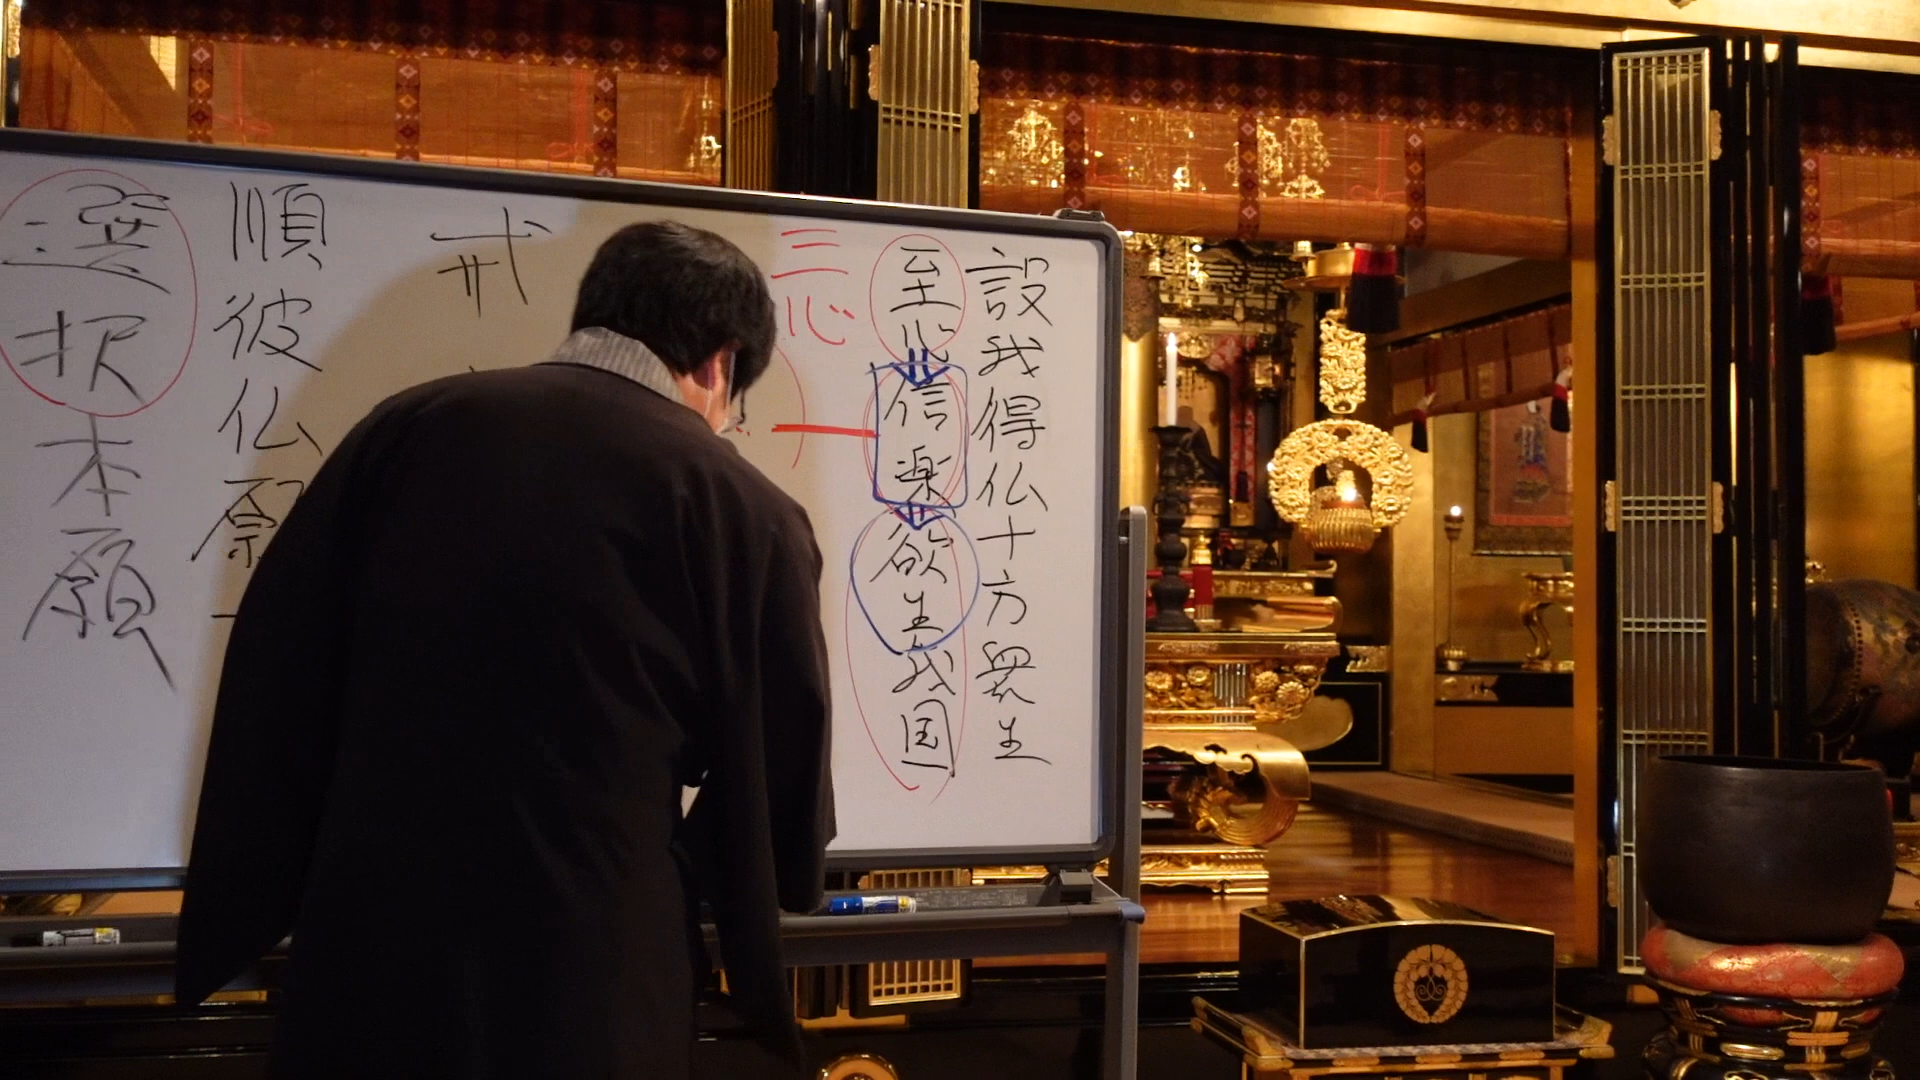 設我得仏十方衆生
至心信楽欲生我国
三心
戒
順彼仏願
選択本願